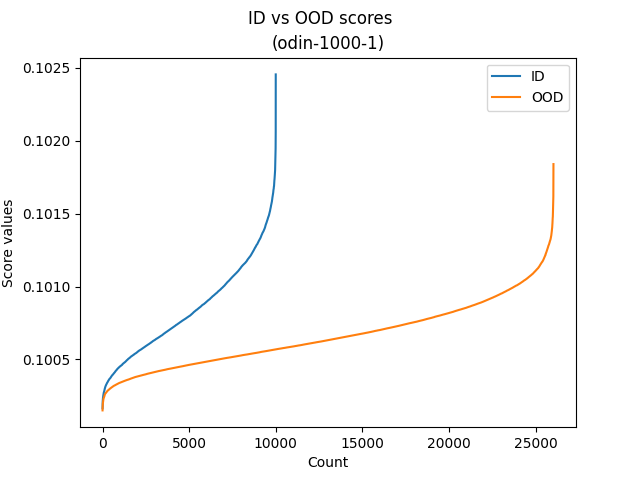 ID vs OOD scores
(odin-1000-1)
ID
OOD
0.1025
0.1020
0.1015
0.1010
0.1005
Score values
0
5000
10000
15000
20000
25000
Count